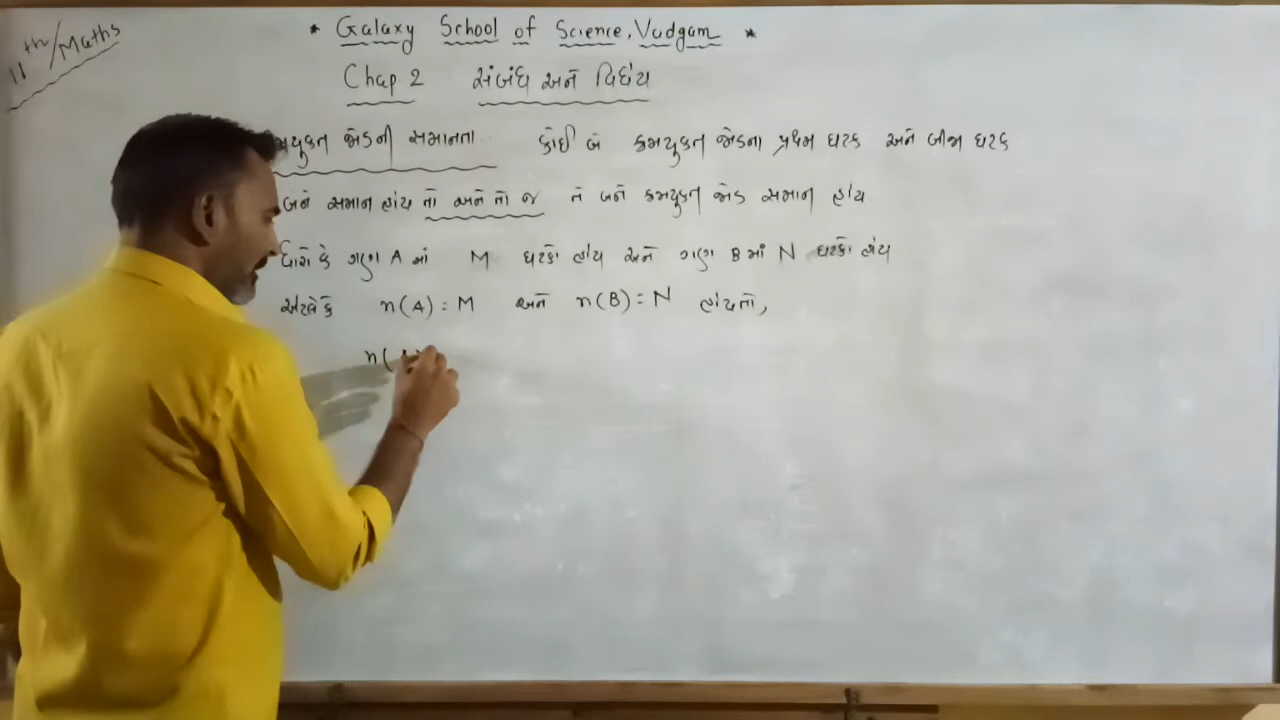 11th/Maths
* Galaxy School of Science, Vadgam *
Chap 2 સંબંધ અને વિધેય
જોડની સમાનતા કોઈ બે ક્રમયુક્ત જોડના પ્રથમ ઘટક અને બીજા ઘટક
બંને સમાન હોય તો અને તો જ તે બંને ક્રમયુક્ત જોડ સમાન હોય
ધારો કે ગણ A માં M ઘટકો હોય અને ગણ B માં N ઘટકો હોય
એટલે કે n(A) = M અને n(B) = N હોયતો,
n(